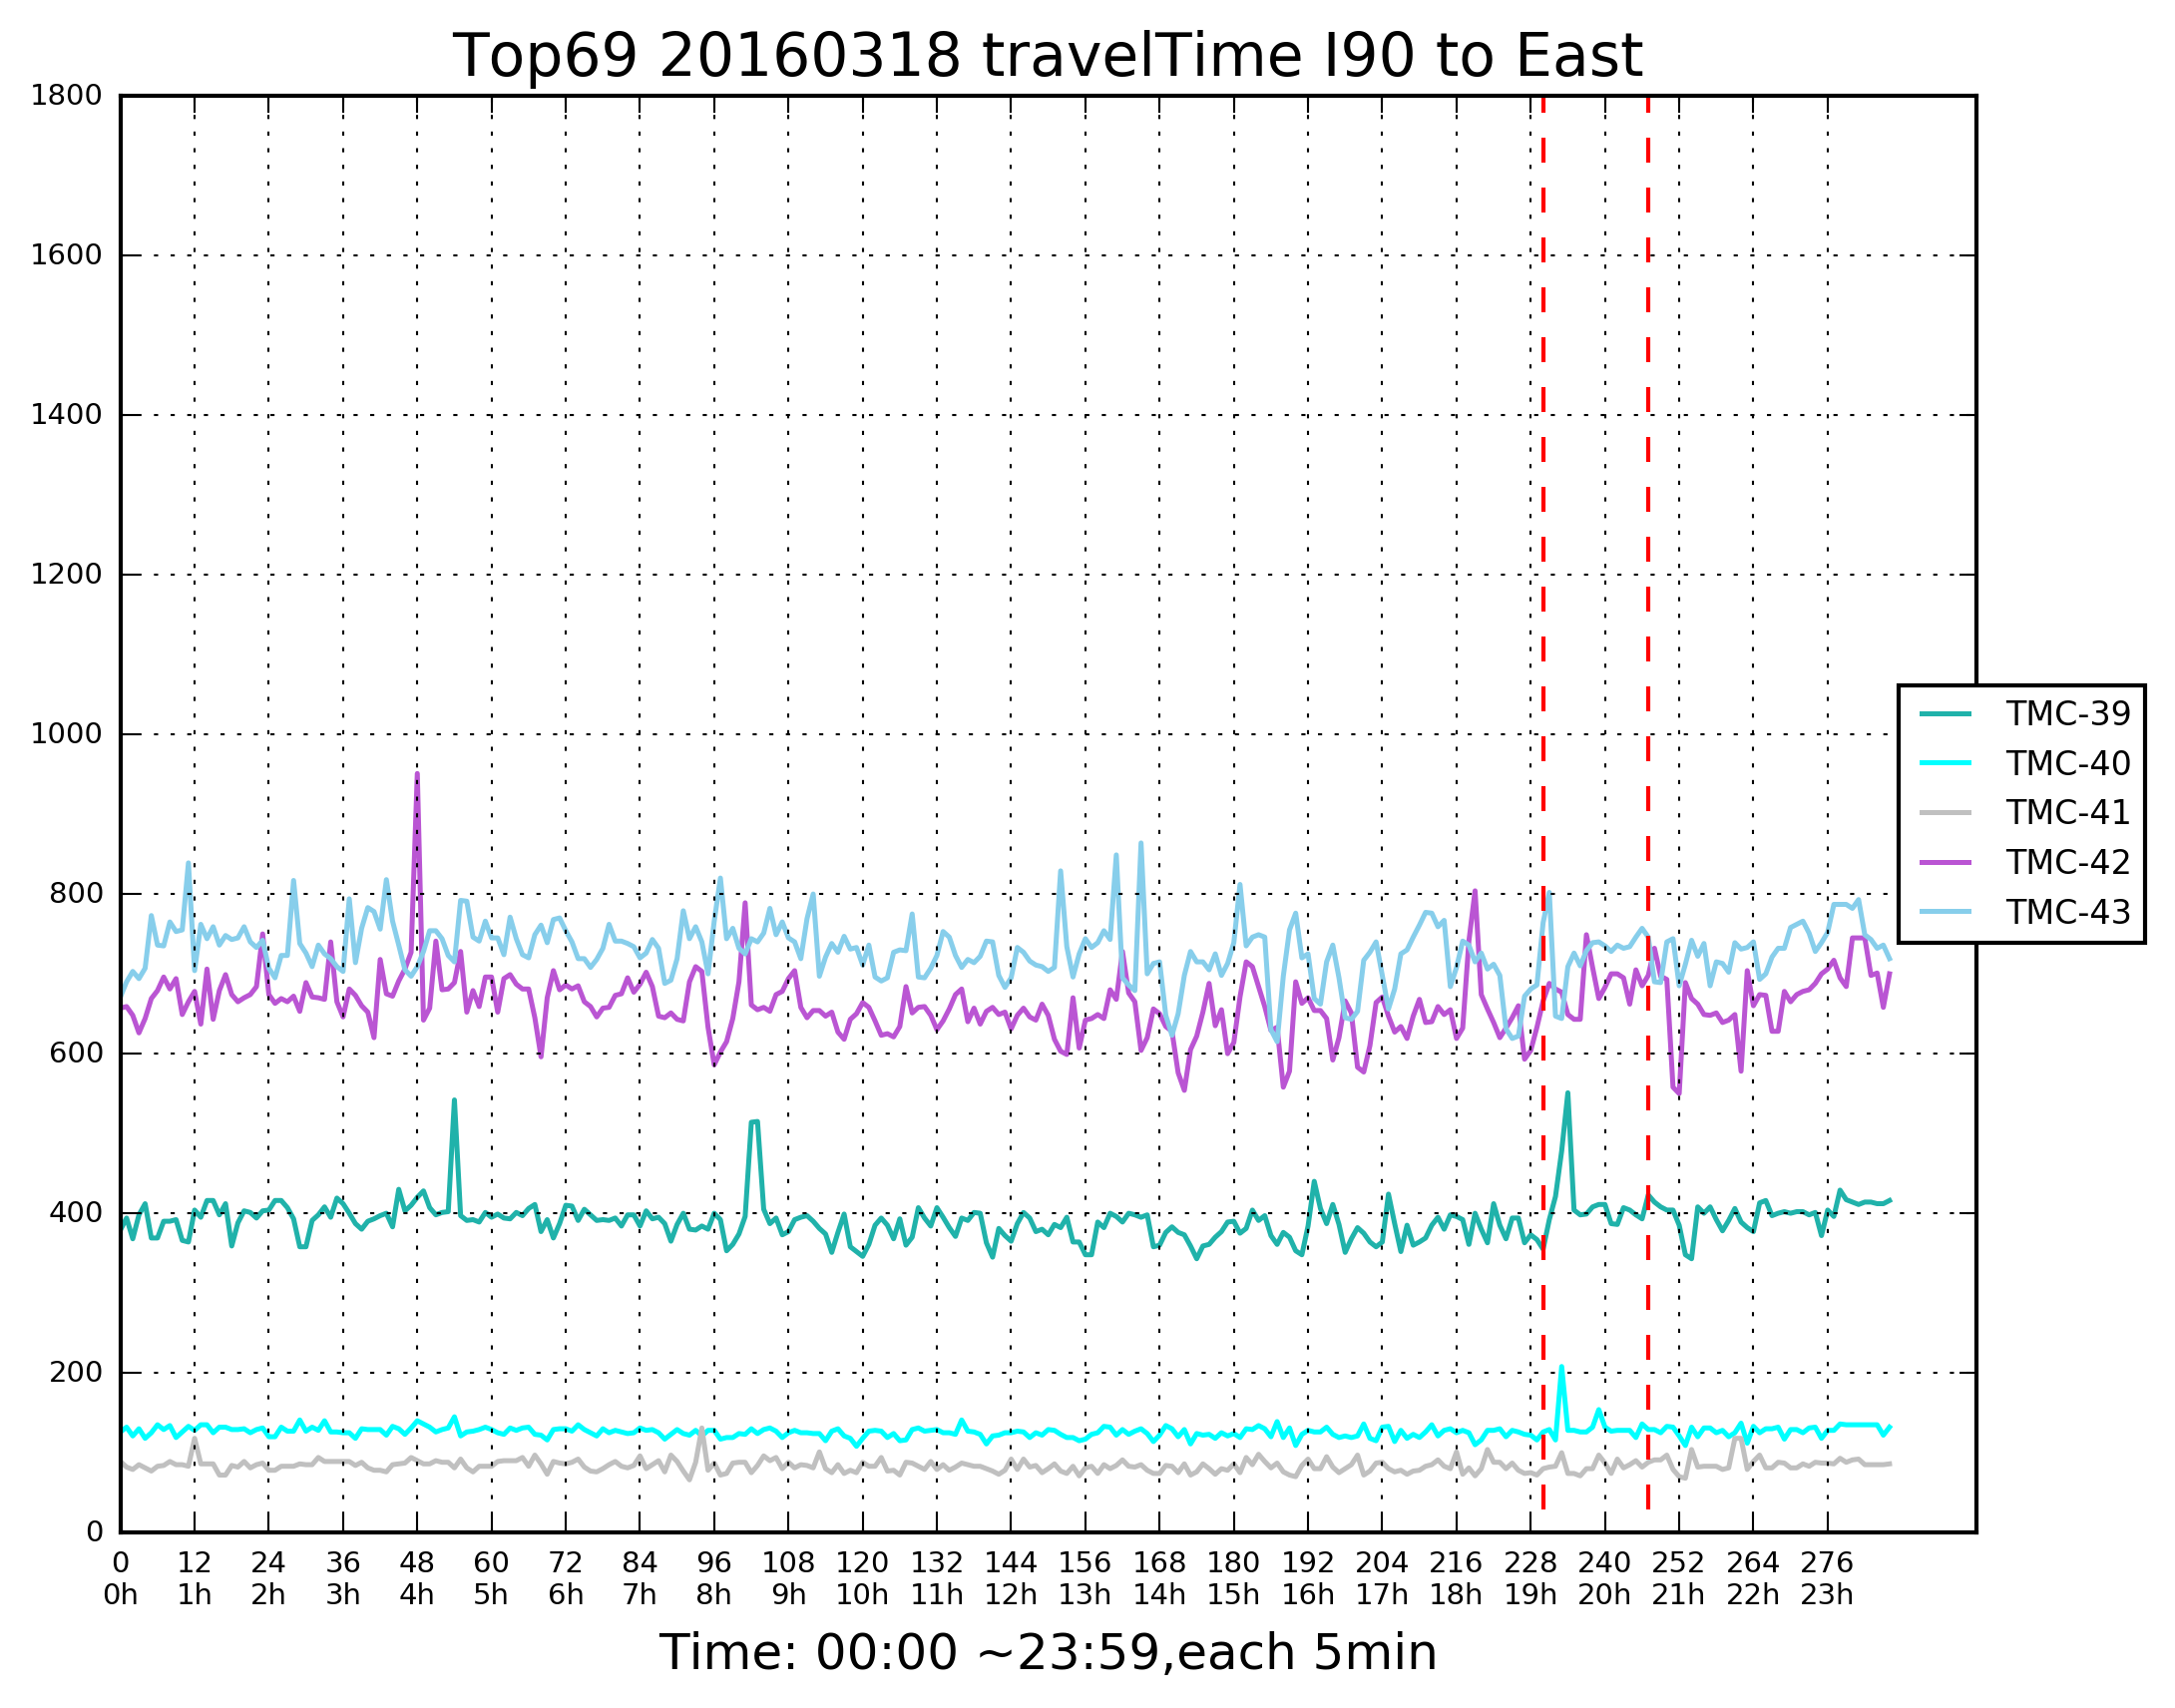 Top69 20160318 travelTime I90 to East
1800
1600
1400
1200
1000
800
600
400
200
0
TMC-39
TMC-40
TMC-41
TMC-42
TMC-43
0 12 24 36 48 60 72 84 96 108 120 132 144 156 168 180 192 204 216 228 240 252 264 276
0h 1h 2h 3h 4h 5h 6h 7h 8h 9h 10h 11h 12h 13h 14h 15h 16h 17h 18h 19h 20h 21h 22h 23h
Time: 00:00 ~23:59,each 5min